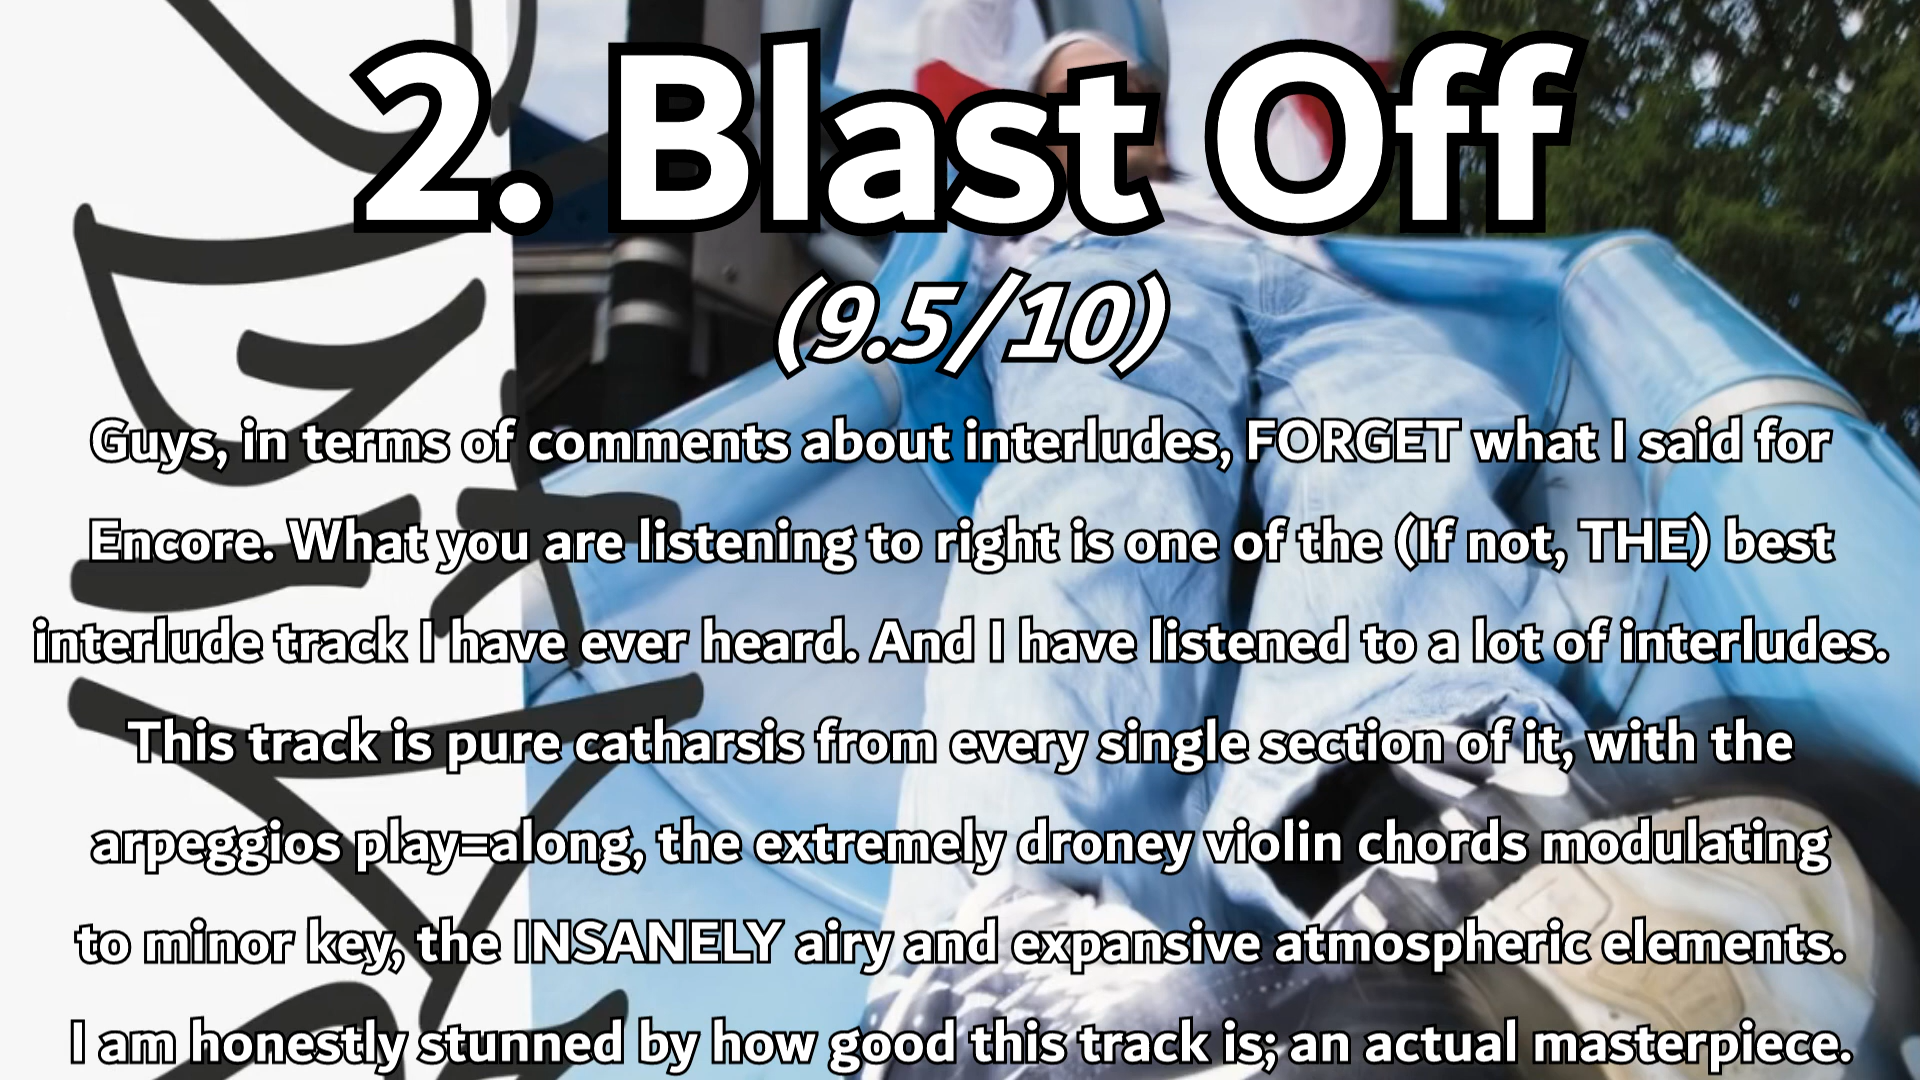 2. Blast Off
(9.5/10)
Guys, in terms of comments about interludes, FORGET what I said for
Encore. What you are listening to right is one of the (If not, THE) best
interlude track I have ever heard. And I have listened to a lot of interludes.
This track is pure catharsis from every single section of it, with the
arpeggios play=along, the extremely droney violin chords modulating
to minor key, the INSANELY airy and expansive atmospheric elements.
I am honestly stunned by how good this track is; an actual masterpiece.